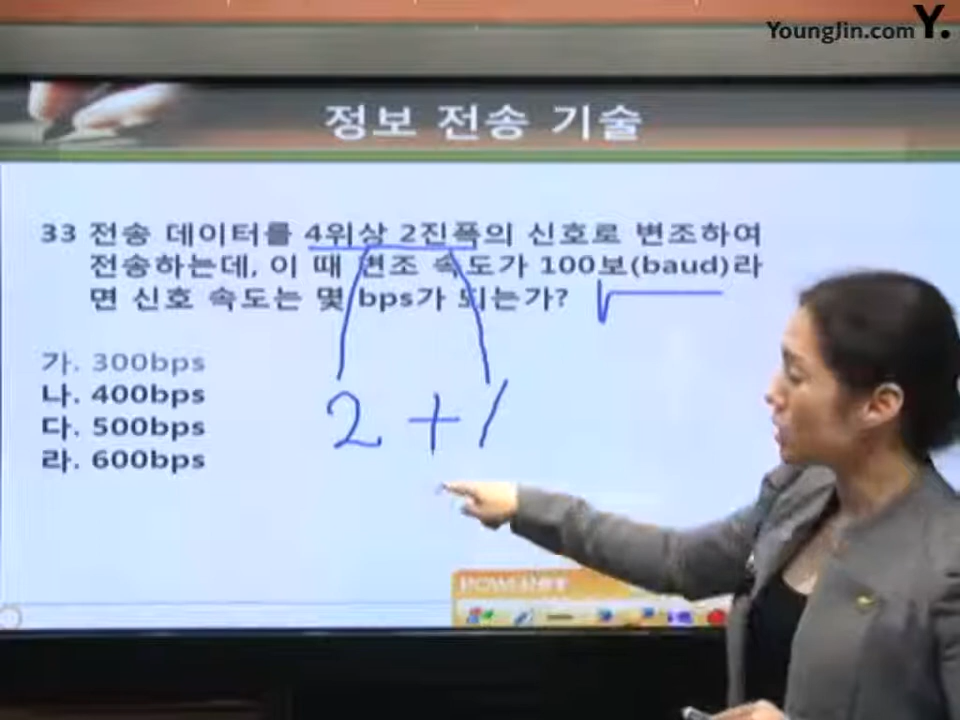 YoungJin.com Y.
정보 전송 기술
33 전송 데이터를 4위상 2진폭의 신호로 변조하여
전송하는데, 이 때 변조 속도가 100보(baud)라
면 신호 속도는 몇 bps가 되는가?
가. 300bps
나. 400bps
다. 500bps
라. 600bps
2 + 1